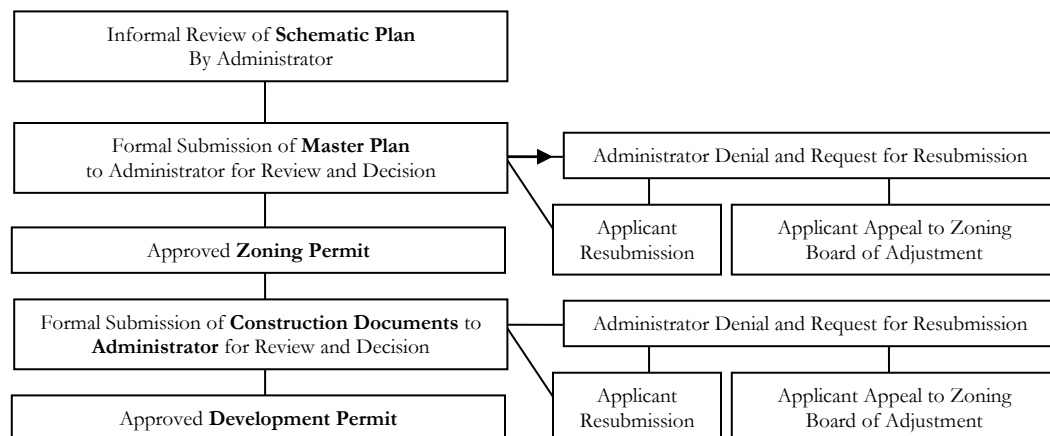 Informal Review of Schematic Plan
By Administrator
Formal Submission of Master Plan
to Administrator for Review and Decision
Administrator Denial and Request for Resubmission
Applicant
Resubmission
Applicant Appeal to Zoning
Board of Adjustment
Approved Zoning Permit
Formal Submission of Construction Documents to
Administrator for Review and Decision
Administrator Denial and Request for Resubmission
Applicant
Resubmission
Applicant Appeal to Zoning
Board of Adjustment
Approved Development Permit